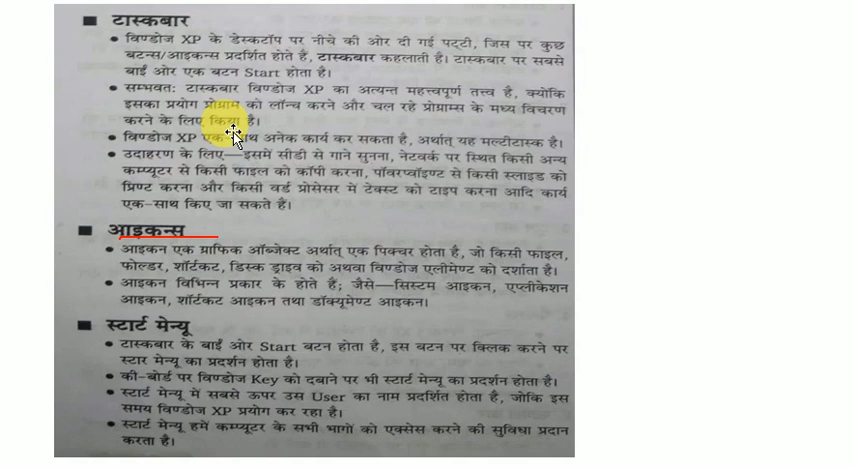 ■ टास्कबार
• विण्डोज XP के डेस्कटॉप पर नीचे की ओर दी गई पट्टी, जिस पर कुछ
बटन्स/आइकन्स प्रदर्शित होते हैं, टास्कबार कहलाती है। टास्कबार पर सबसे
बाईं ओर एक बटन Start होता है।
• सम्भवत: टास्कबार विण्डोज XP का अत्यन्त महत्त्वपूर्ण तत्त्व है, क्योंकि
इसका प्रयोग प्रोग्राम को लॉन्च करने और चल रहे प्रोग्राम्स के मध्य विचरण
करने के लिए किया है।
• विण्डोज XP एक साथ अनेक कार्य कर सकता है, अर्थात् यह मल्टीटास्क है।
• उदाहरण के लिए—इसमें सीडी से गाने सुनना, नेटवर्क पर स्थित किसी अन्य
कम्प्यूटर से किसी फाइल को कॉपी करना, पॉवरप्वॉइण्ट से किसी स्लाइड को
प्रिण्ट करना और किसी वर्ड प्रोसेसर में टेक्स्ट को टाइप करना आदि कार्य
एक-साथ किए जा सकते हैं।
■ आइकन्स
• आइकन एक ग्राफिक ऑब्जेक्ट अर्थात् एक पिक्चर होता है, जो किसी फाइल,
फोल्डर, शॉर्टकट, डिस्क ड्राइव को अथवा विण्डोज एलीमेण्ट को दर्शाता है।
• आइकन विभिन्न प्रकार के होते हैं; जैसे—सिस्टम आइकन, एप्लीकेशन
आइकन, शॉर्टकट आइकन तथा डॉक्यूमेण्ट आइकन।
■ स्टार्ट मेन्यू
• टास्कबार के बाईं ओर Start बटन होता है, इस बटन पर क्लिक करने पर
स्टार मेन्यू का प्रदर्शन होता है।
• की-बोर्ड पर विण्डोज Key को दबाने पर भी स्टार्ट मेन्यू का प्रदर्शन होता है।
• स्टार्ट मेन्यू में सबसे ऊपर उस User का नाम प्रदर्शित होता है, जोकि इस
समय विण्डोज XP प्रयोग कर रहा है।
• स्टार्ट मेन्यू हमें कम्प्यूटर के सभी भागों को एक्सेस करने की सुविधा प्रदान
करता है।